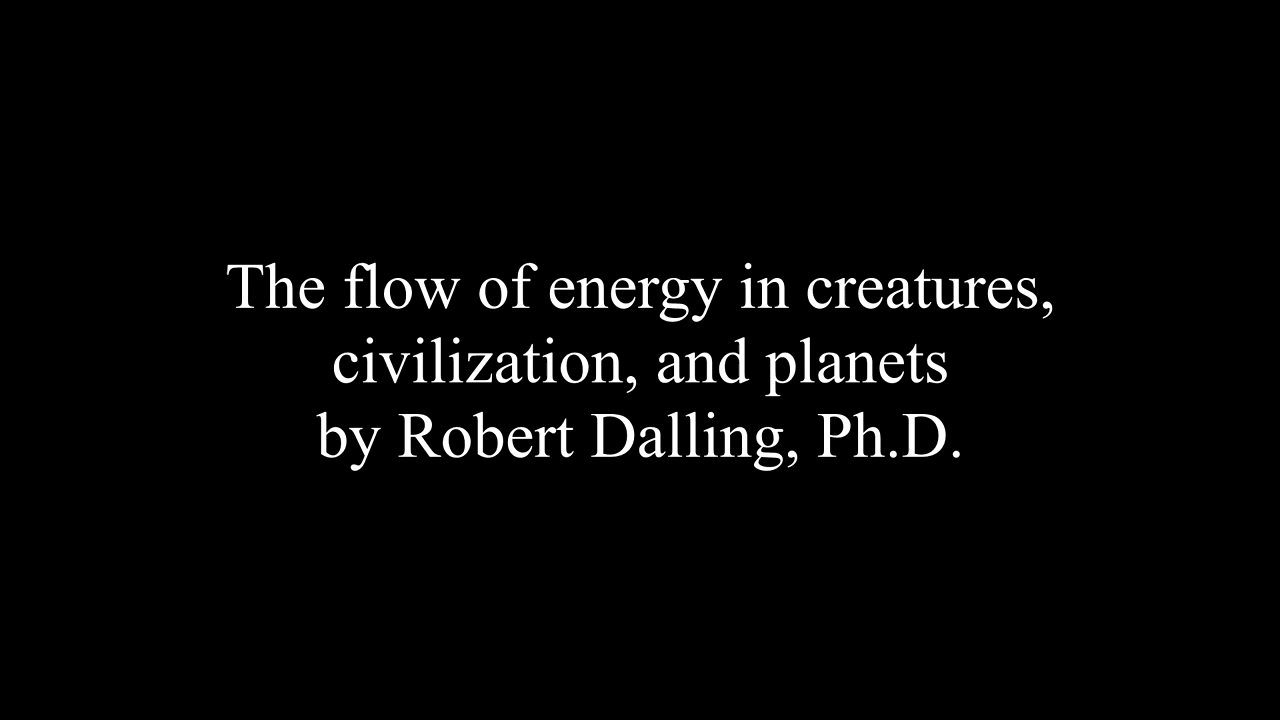 The flow of energy in creatures,
civilization, and planets
by Robert Dalling, Ph.D.